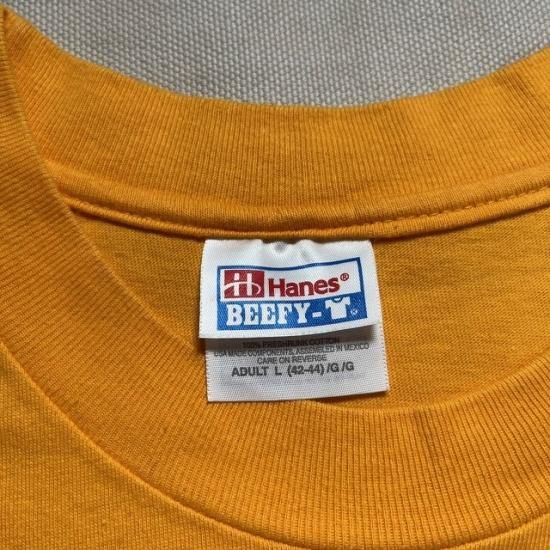 Hanes®
BEEFY-T
100% PRESHRUNK COTTON
USA MADE COMPONENTS, ASSEMBLED IN MEXICO
CARE ON REVERSE
ADULT L (42-44) /G/G